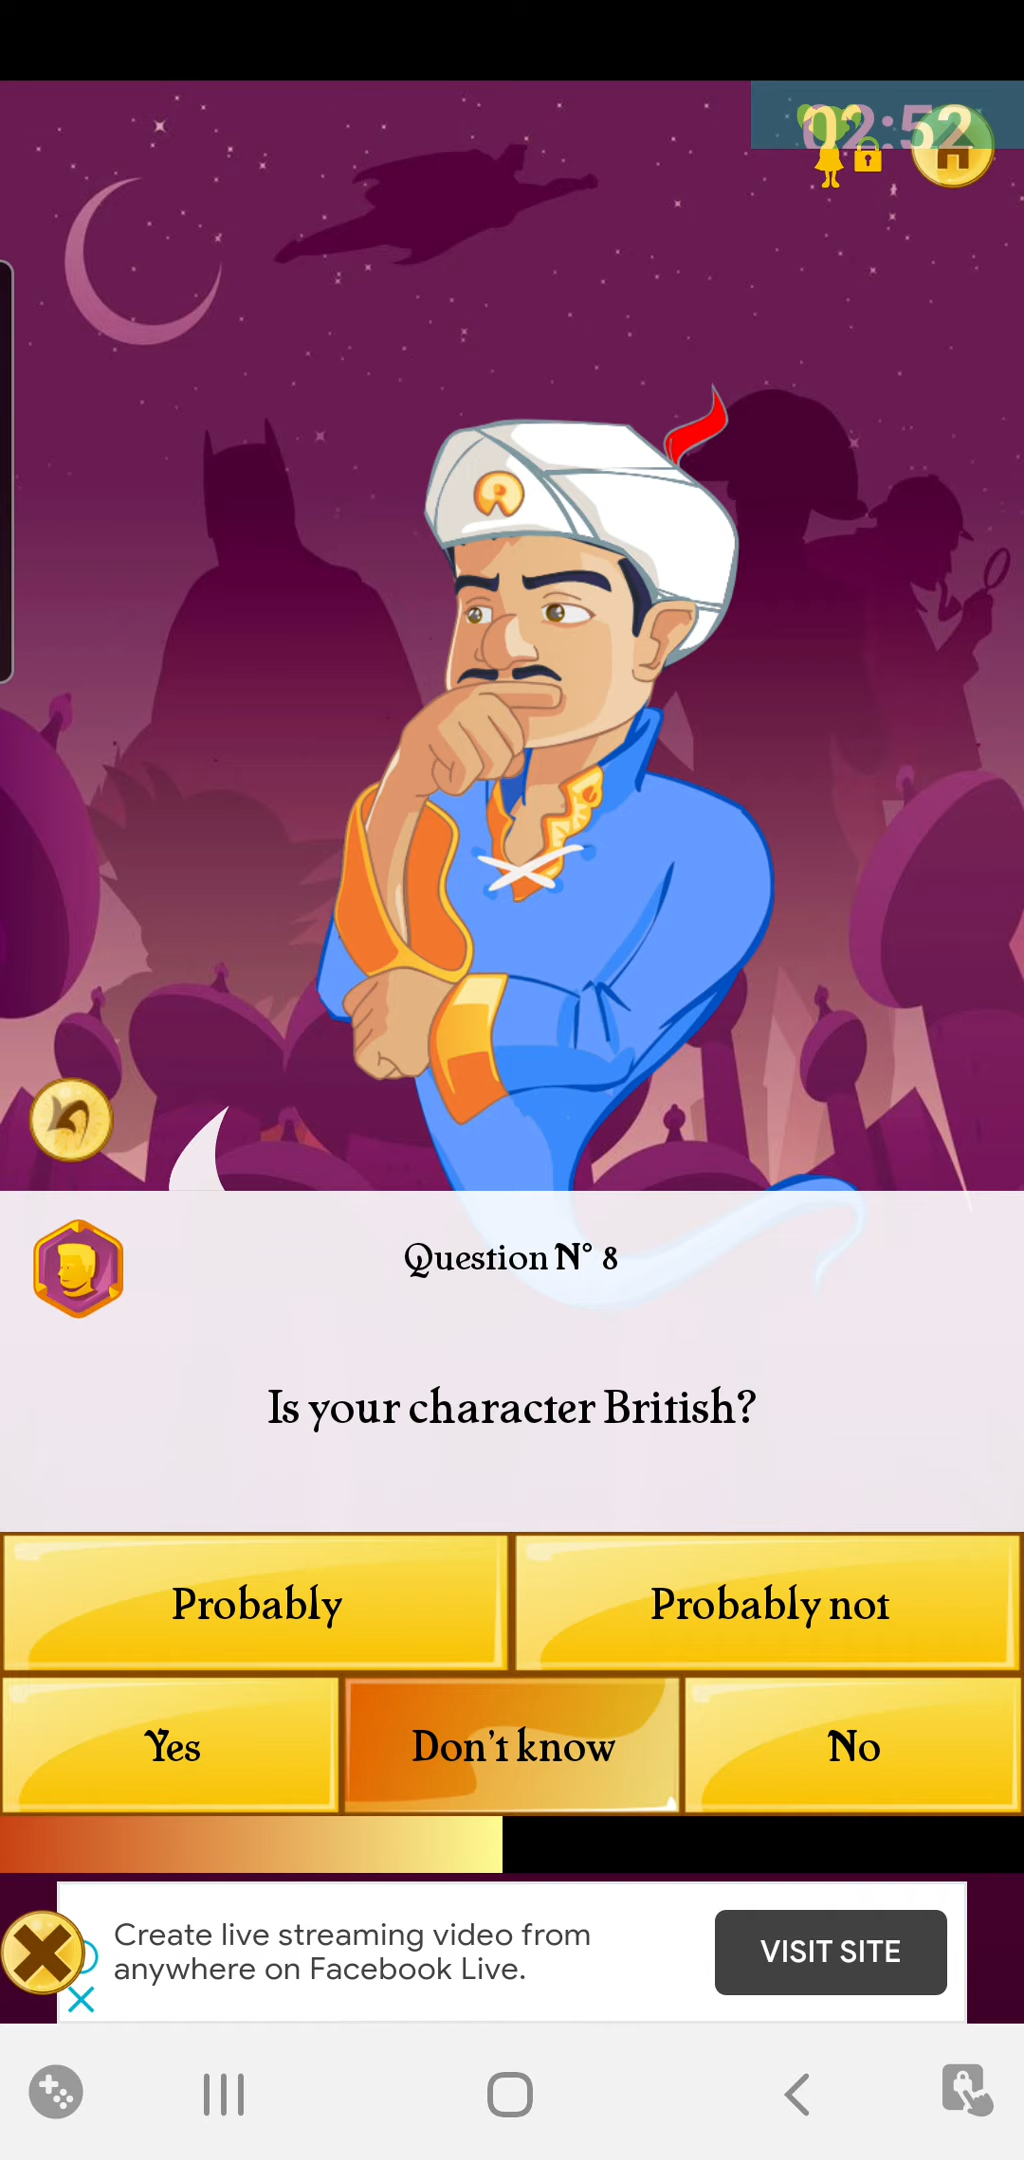 02:52
Question N° 8
Is your character British?
Probably
Probably not
Yes
Don't know
No
Create live streaming video from
anywhere on Facebook Live.
VISIT SITE